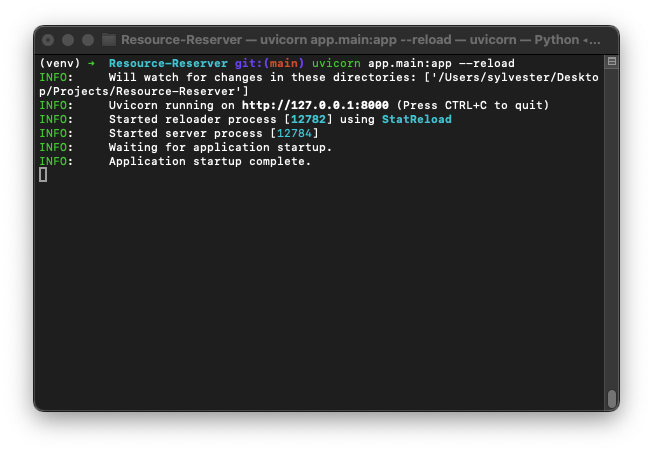 Resource-Reserver — uvicorn app.main:app --reload — uvicorn — Python ◂...
(venv) ➜  Resource-Reserver git:(main) uvicorn app.main:app --reload
INFO:     Will watch for changes in these directories: ['/Users/sylvester/Deskto
p/Projects/Resource-Reserver']
INFO:     Uvicorn running on http://127.0.0.1:8000 (Press CTRL+C to quit)
INFO:     Started reloader process [12782] using StatReload
INFO:     Started server process [12784]
INFO:     Waiting for application startup.
INFO:     Application startup complete.